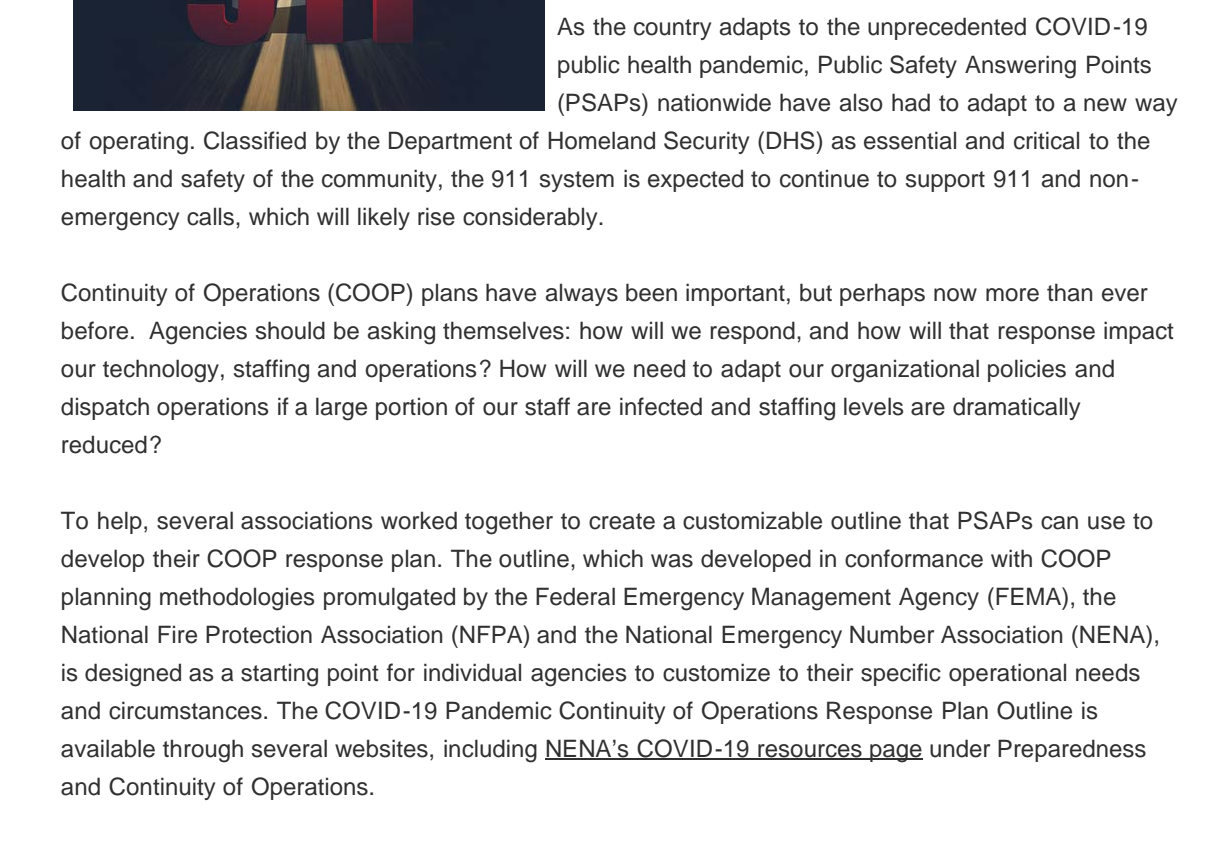 911
As the country adapts to the unprecedented COVID-19
public health pandemic, Public Safety Answering Points
(PSAPs) nationwide have also had to adapt to a new way
of operating. Classified by the Department of Homeland Security (DHS) as essential and critical to the
health and safety of the community, the 911 system is expected to continue to support 911 and non-
emergency calls, which will likely rise considerably.
Continuity of Operations (COOP) plans have always been important, but perhaps now more than ever
before.  Agencies should be asking themselves: how will we respond, and how will that response impact
our technology, staffing and operations? How will we need to adapt our organizational policies and
dispatch operations if a large portion of our staff are infected and staffing levels are dramatically
reduced?
To help, several associations worked together to create a customizable outline that PSAPs can use to
develop their COOP response plan. The outline, which was developed in conformance with COOP
planning methodologies promulgated by the Federal Emergency Management Agency (FEMA), the
National Fire Protection Association (NFPA) and the National Emergency Number Association (NENA),
is designed as a starting point for individual agencies to customize to their specific operational needs
and circumstances. The COVID-19 Pandemic Continuity of Operations Response Plan Outline is
available through several websites, including NENA’s COVID-19 resources page under Preparedness
and Continuity of Operations.